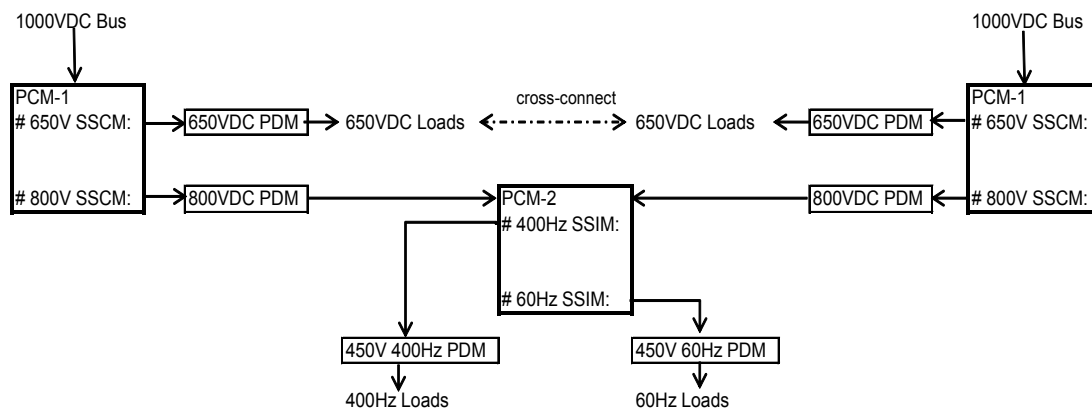 1000VDC Bus
1000VDC Bus
PCM-1
# 650V SSCM:
# 800V SSCM:
650VDC PDM
650VDC Loads
cross-connect
650VDC Loads
650VDC PDM
PCM-1
# 650V SSCM:
# 800V SSCM:
800VDC PDM
800VDC PDM
PCM-2
# 400Hz SSIM:
# 60Hz SSIM:
450V 400Hz PDM
450V 60Hz PDM
400Hz Loads
60Hz Loads